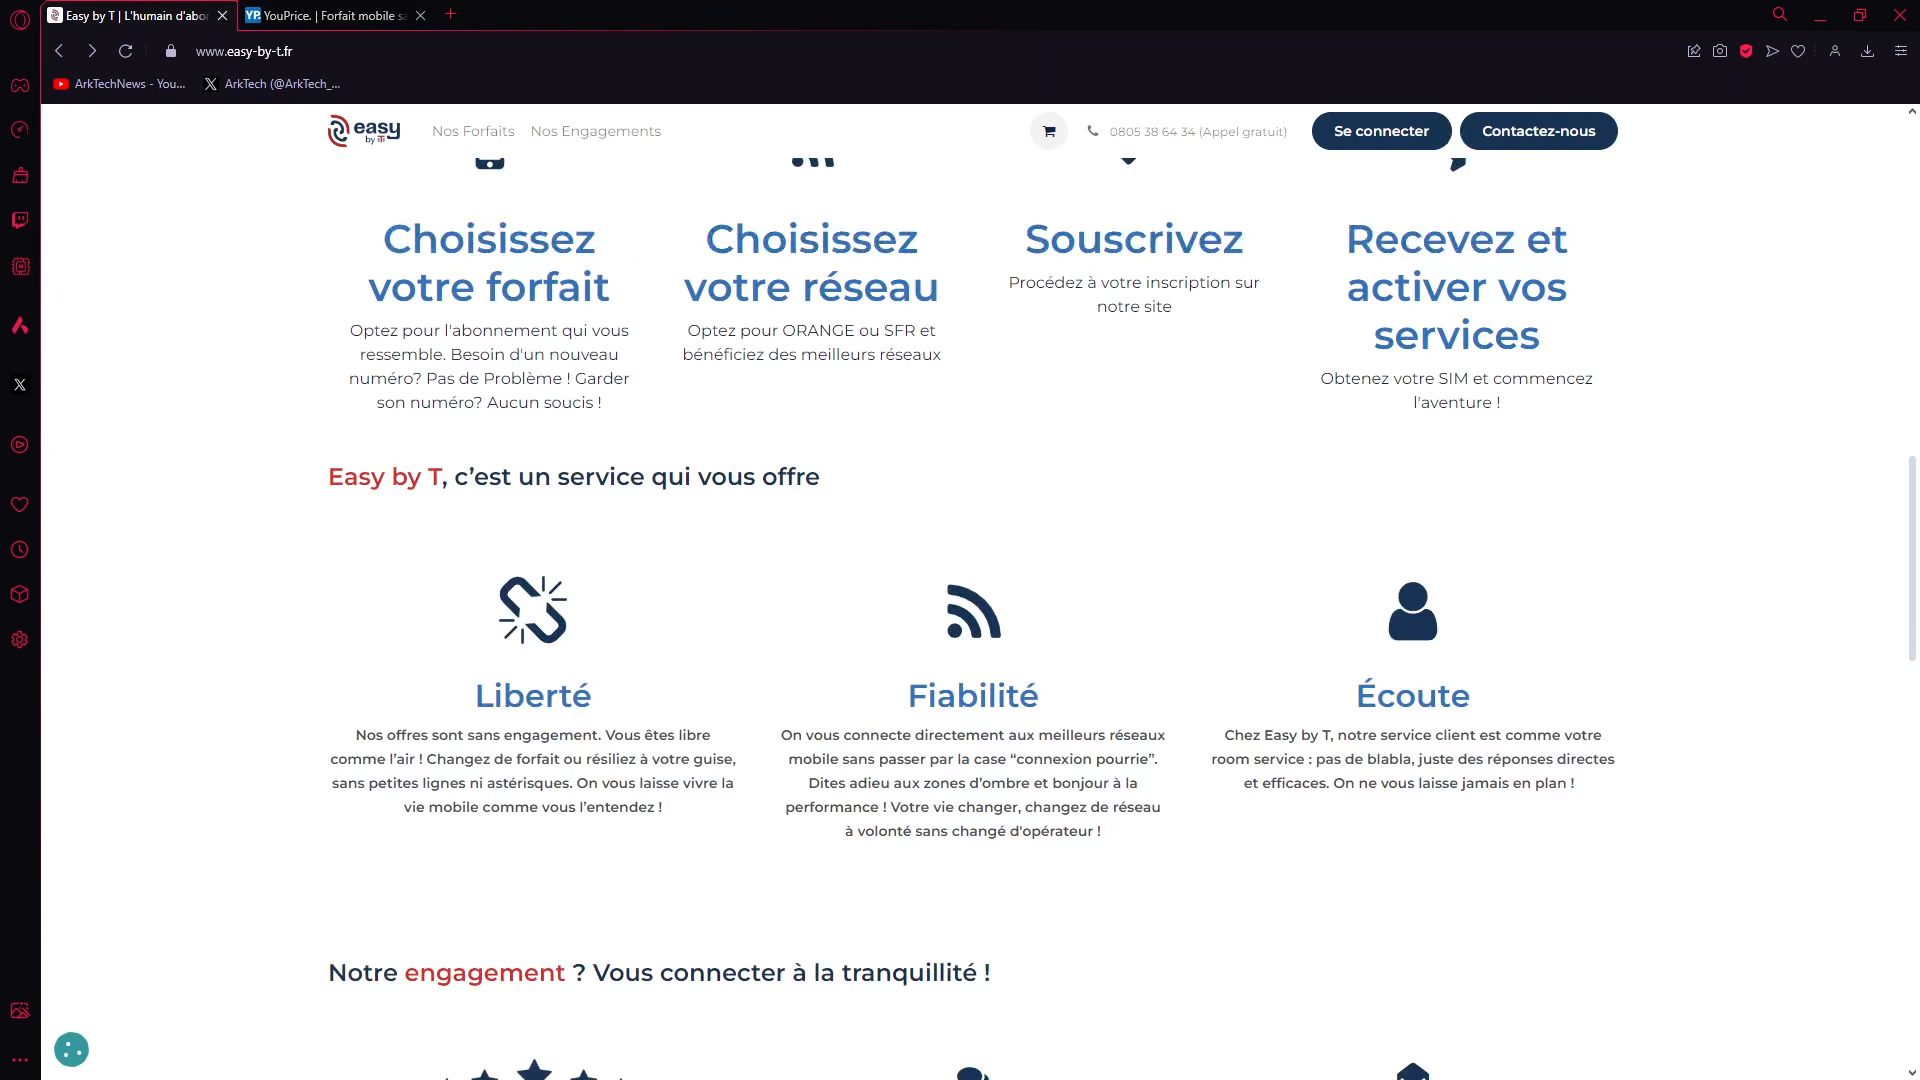 Easy by T | L'humain d'abo
YP. YouPrice. | Forfait mobile sa
www.easy-by-t.fr
ArkTechNews - You...
ArkTech (@ArkTech_...
easy
by T
Nos Forfaits
Nos Engagements
0805 38 64 34 (Appel gratuit)
Se connecter
Contactez-nous
Choisissez
votre forfait
Optez pour l'abonnement qui vous
ressemble. Besoin d'un nouveau
numéro? Pas de Problème ! Garder
son numéro? Aucun soucis !
Choisissez
votre réseau
Optez pour ORANGE ou SFR et
bénéficiez des meilleurs réseaux
Souscrivez
Procédez à votre inscription sur
notre site
Recevez et
activer vos
services
Obtenez votre SIM et commencez
l'aventure !
Easy by T, c’est un service qui vous offre
Liberté
Nos offres sont sans engagement. Vous êtes libre
comme l’air ! Changez de forfait ou résiliez à votre guise,
sans petites lignes ni astérisques. On vous laisse vivre la
vie mobile comme vous l’entendez !
Fiabilité
On vous connecte directement aux meilleurs réseaux
mobile sans passer par la case “connexion pourrie”.
Dites adieu aux zones d’ombre et bonjour à la
performance ! Votre vie changer, changez de réseau
à volonté sans changé d'opérateur !
Écoute
Chez Easy by T, notre service client est comme votre
room service : pas de blabla, juste des réponses directes
et efficaces. On ne vous laisse jamais en plan !
Notre engagement ? Vous connecter à la tranquillité !